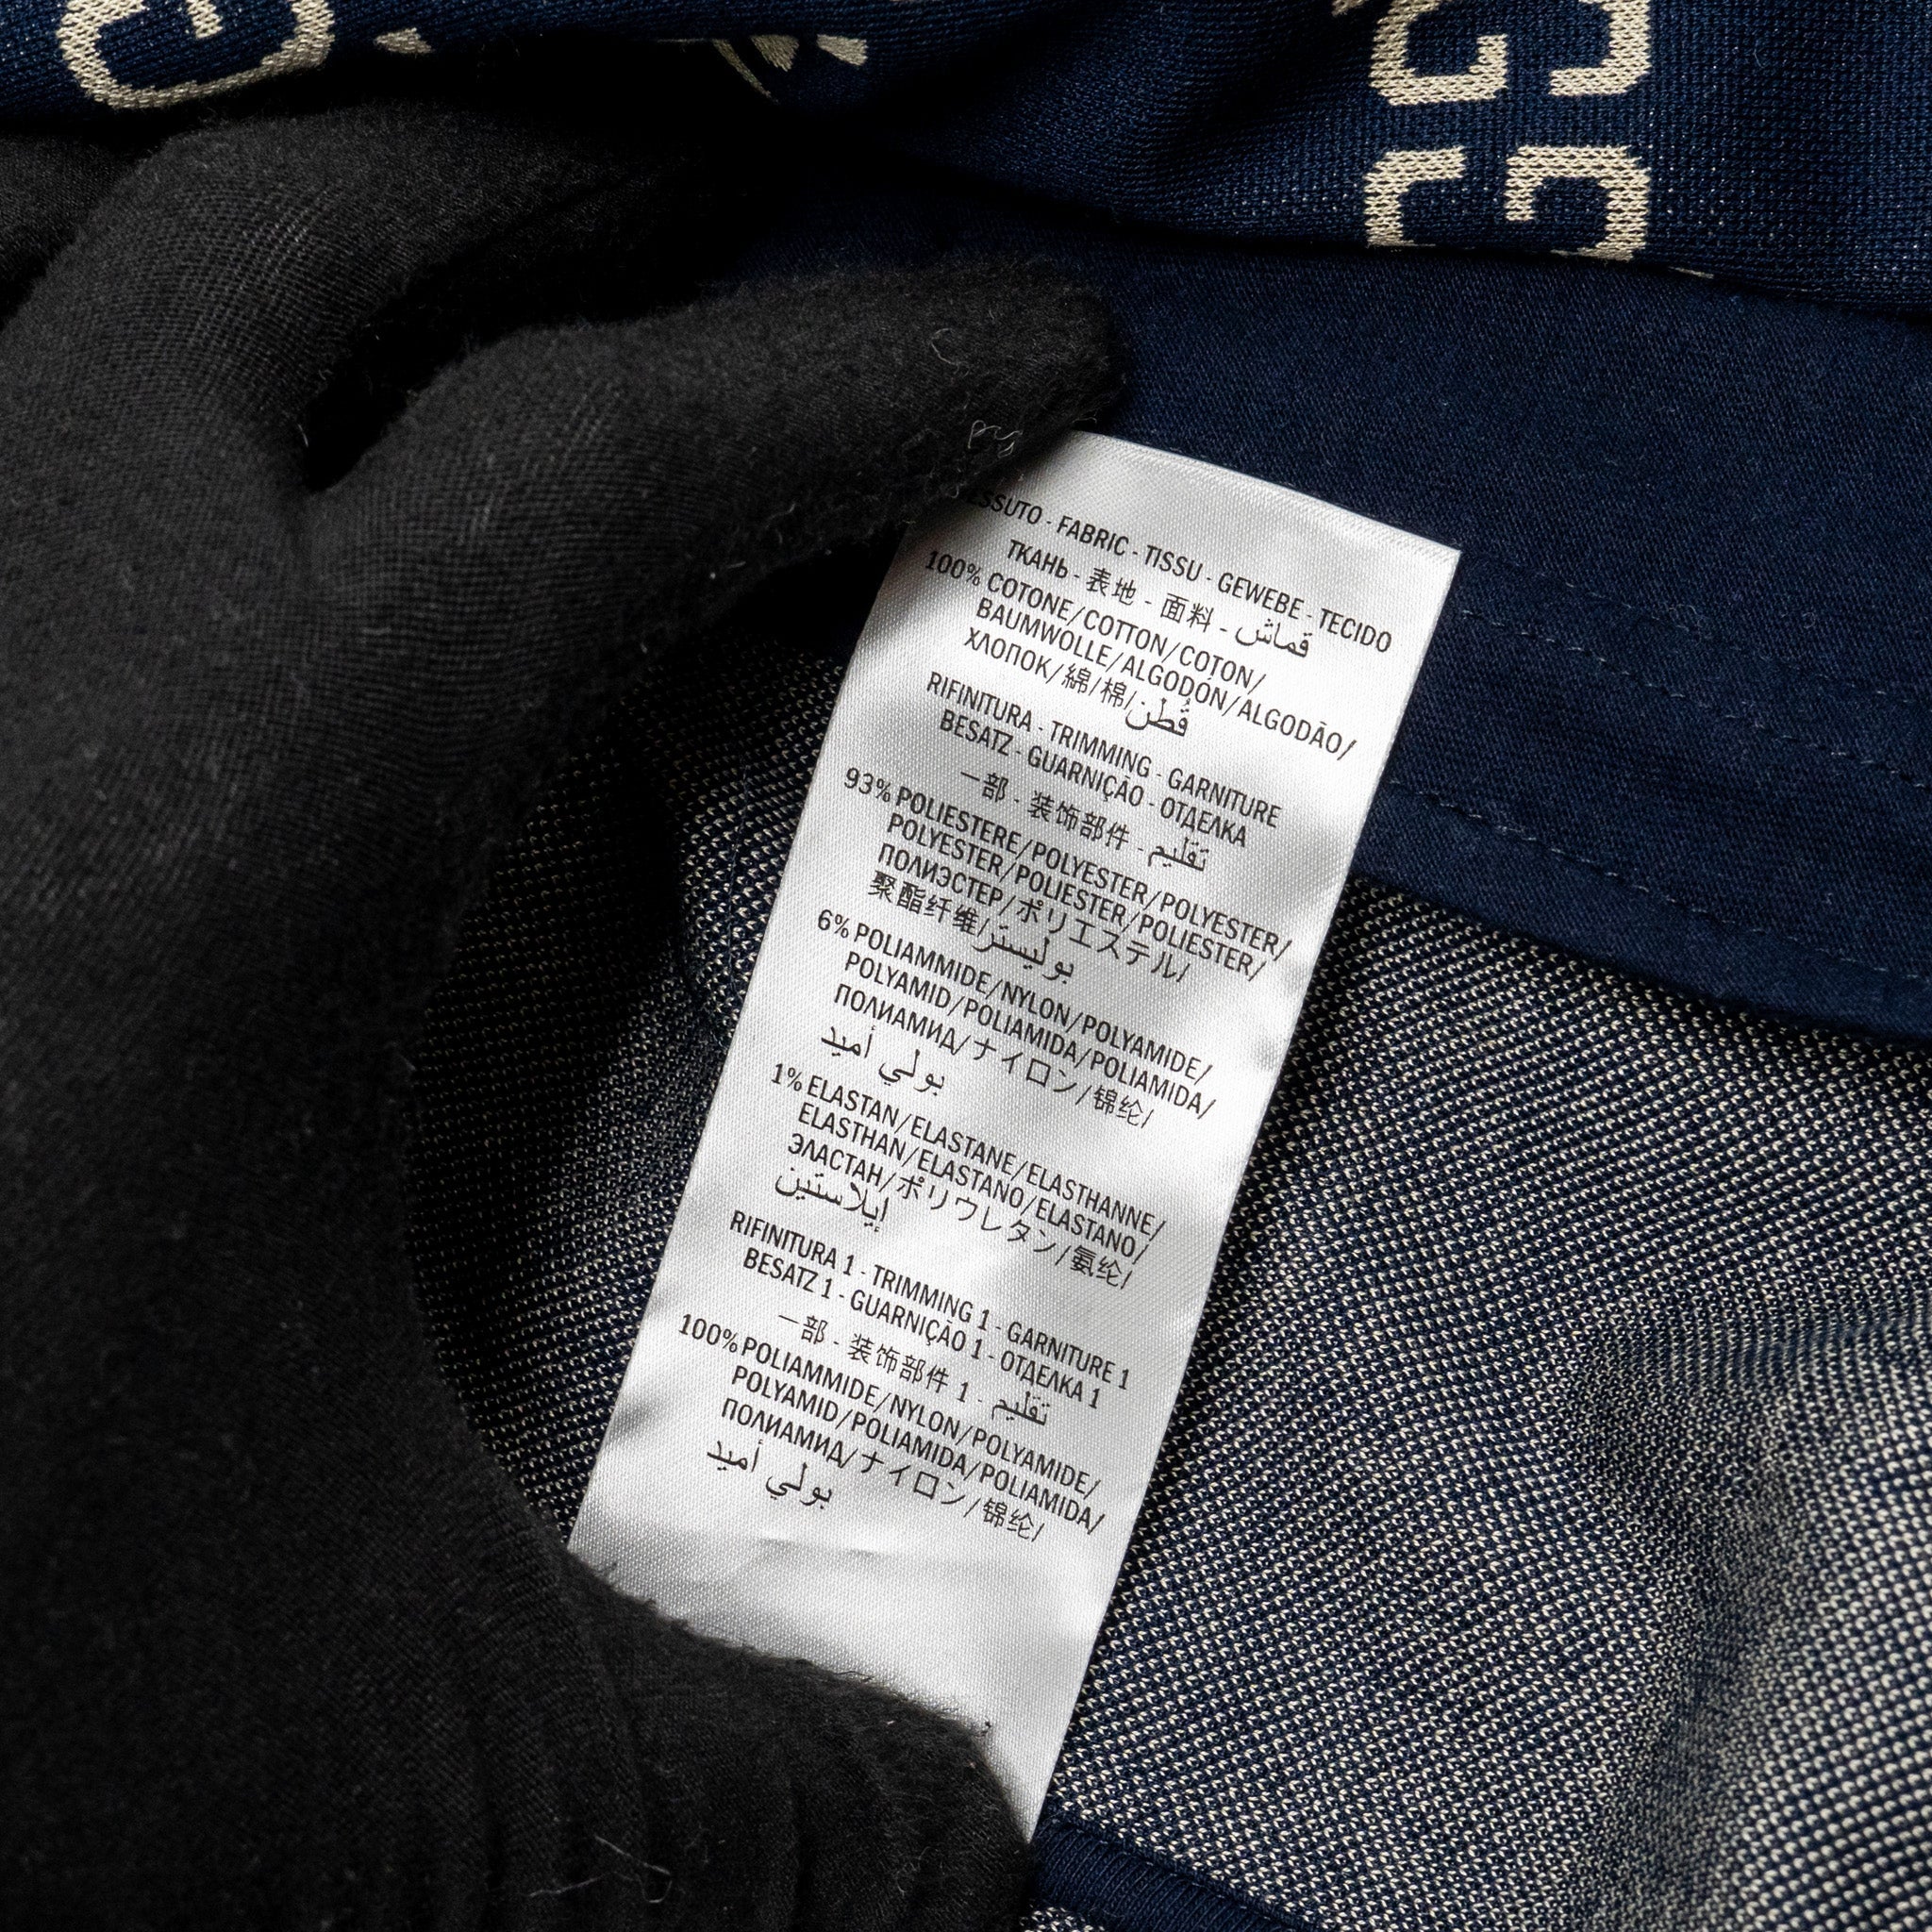 FABRIC - TISSU - GEWEBE - TECIDO
ТКАНЬ - 表地 - 面料 - قماش
100% COTONE/COTTON/COTON/
BAUMWOLLE/ALGODON/ALGODÃO/
ХЛОПОК/綿/棉/قُطن
RIFINITURA - TRIMMING - GARNITURE
BESATZ - GUARNIÇÃO - ОТДЕЛКА
一部 - 装饰部件 - تقليم
93% POLIESTERE/POLYESTER/POLYESTER/
POLYESTER/POLIESTER/POLIESTER/
ПОЛИЭСТЕР/ポリエステル/
聚酯纤维/بوليستر
6% POLIAMMIDE/NYLON/POLYAMIDE/
POLYAMID/POLIAMIDA/POLIAMIDA/
ПОЛИАМИД/ナイロン/锦纶/
بولي أميد
1% ELASTAN/ELASTANE/ELASTHANNE/
ELASTHAN/ELASTANO/ELASTANO/
ЭЛАСТАН/ポリウレタン/氨纶/
إيلاستين
RIFINITURA 1 - TRIMMING 1 - GARNITURE 1
BESATZ 1 - GUARNIÇÃO 1 - ОТДЕЛКА 1
一部 - 装饰部件 1 - تقليم
100% POLIAMMIDE/NYLON/POLYAMIDE/
POLYAMID/POLIAMIDA/POLIAMIDA/
ПОЛИАМИД/ナイロン/锦纶/
بولي أميد